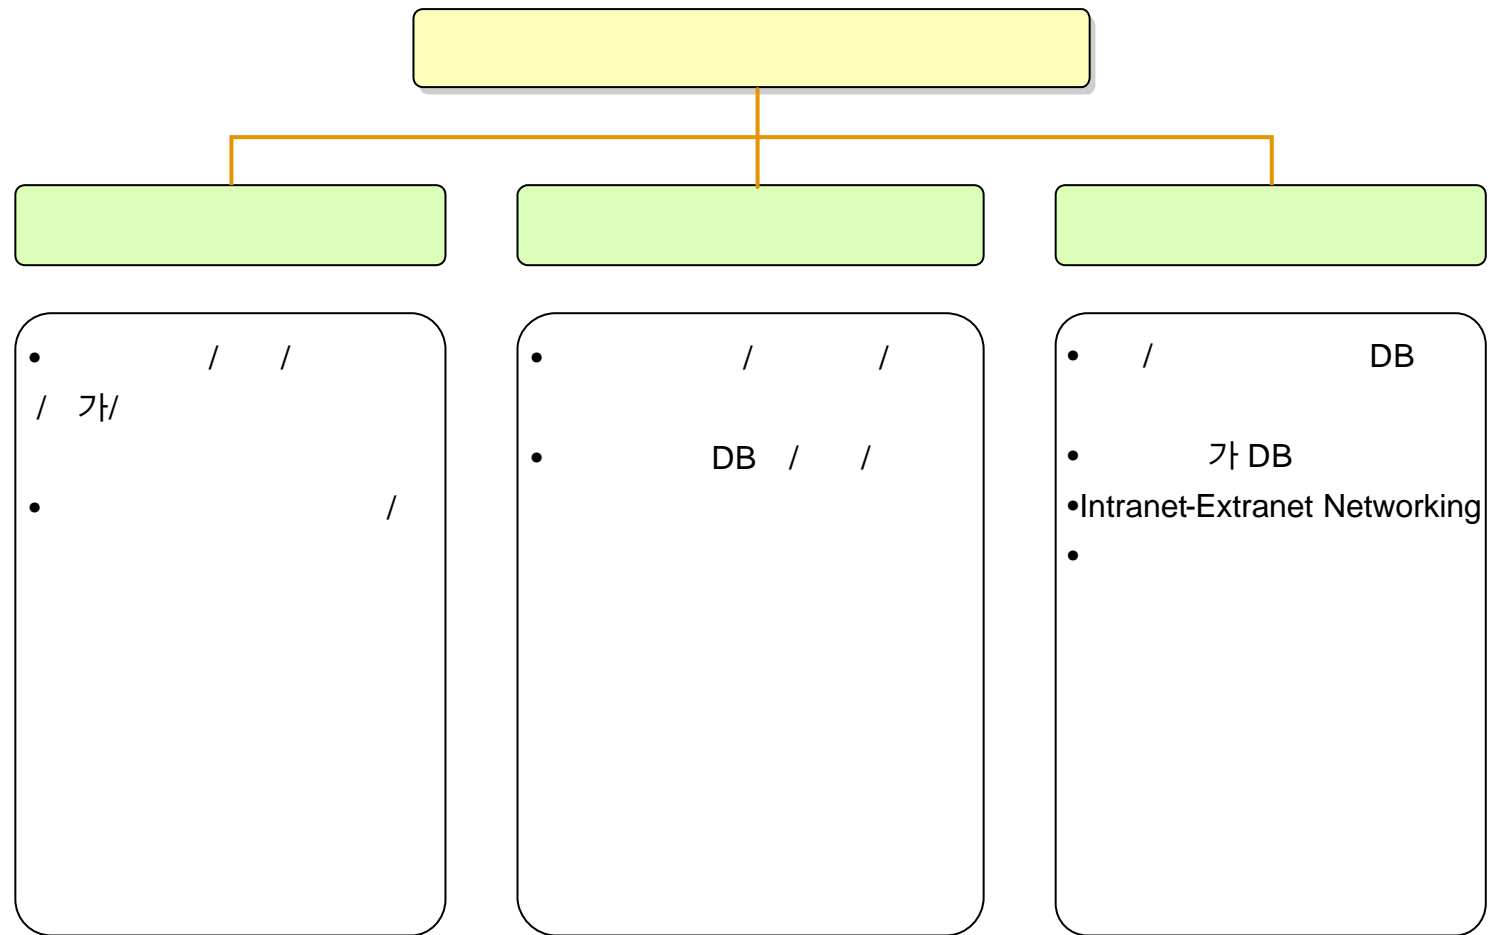 • / /
/ 가/
• /
• / /
• DB / /
• / DB
• 가 DB
•Intranet-Extranet Networking
•